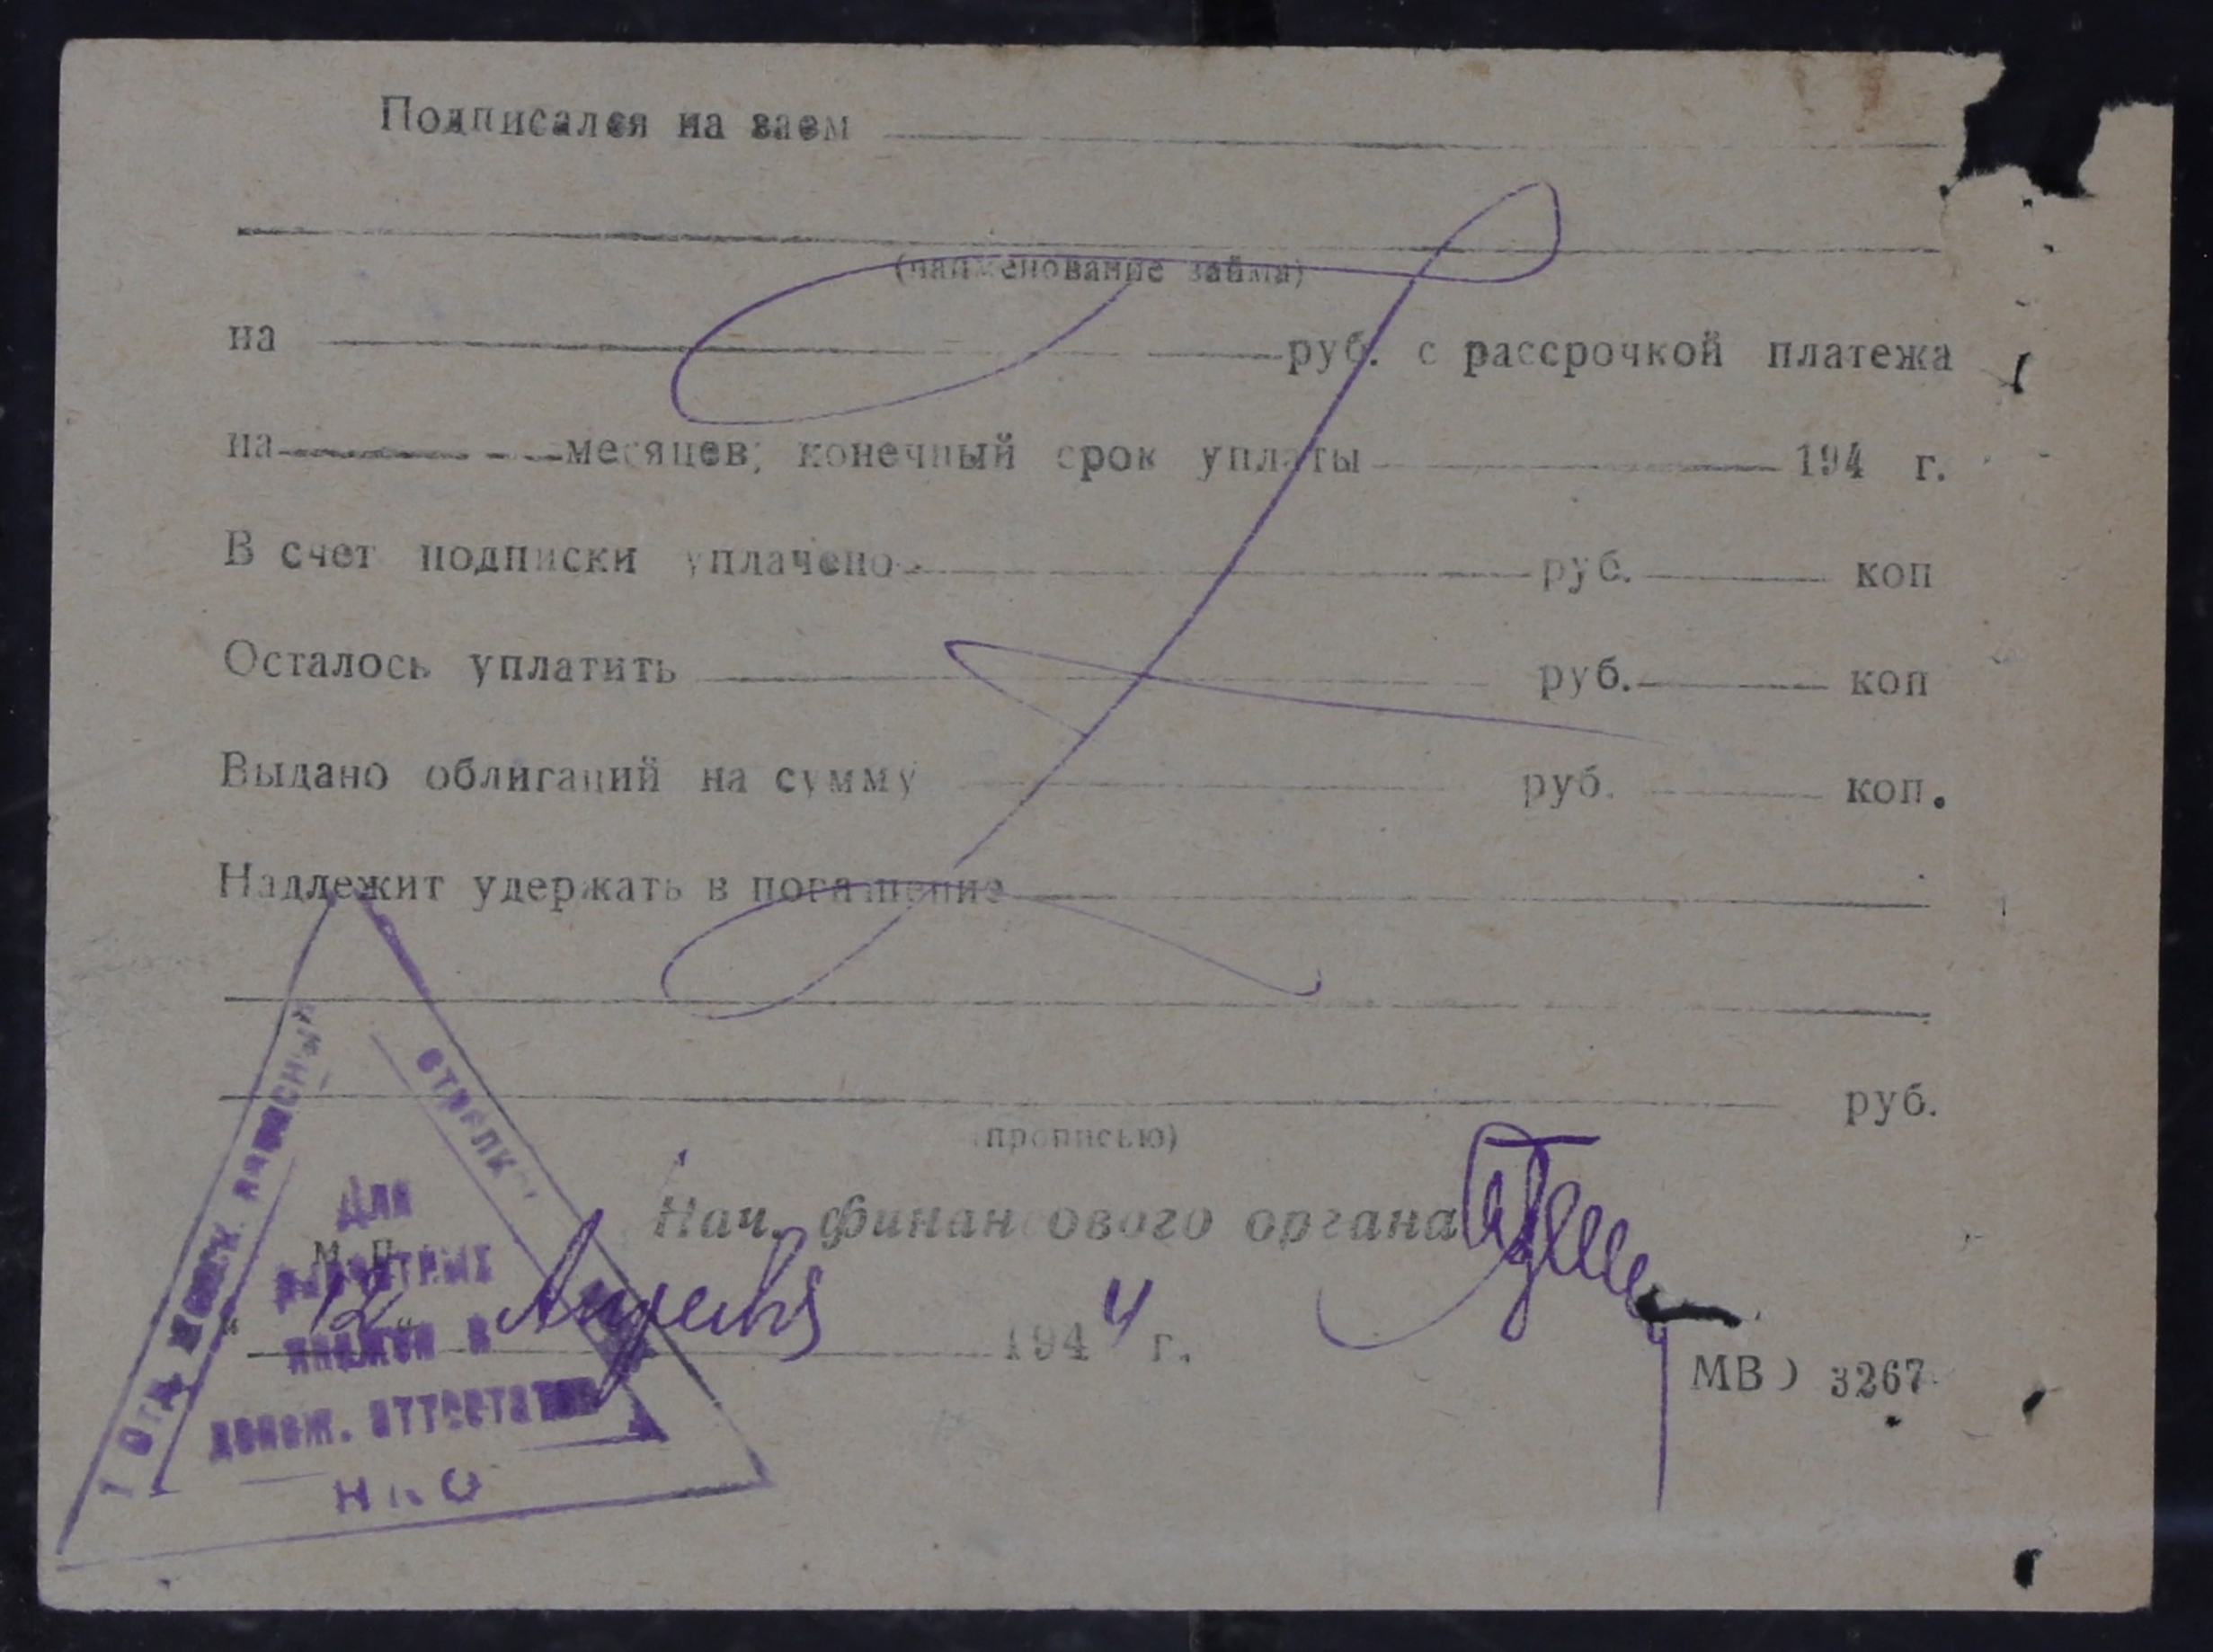 Подписался на заем
(наименование займа)
на руб. с рассрочкой платежа
на месяцев; конечный срок уплаты 194 г.
В счет подписки уплачено руб. коп
Осталось уплатить руб. коп
Выдано облигаций на сумму руб. коп.
Надлежит удержать в погашение
руб.
(прописью)
Нач. финансового органа
М. П.
"12" Апреля 1944 г.
3267
Для
расчетных
книжек и
денеж. аттестатов
НКО